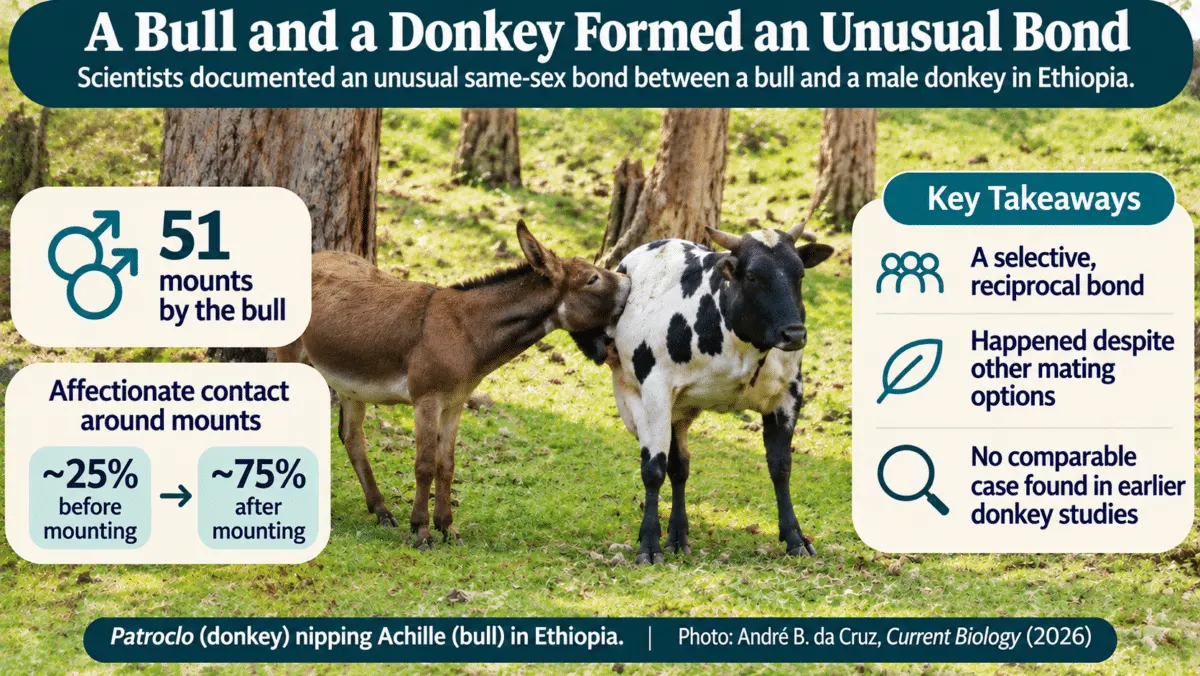 A Bull and a Donkey Formed an Unusual Bond
Scientists documented an unusual same-sex bond between a bull and a male donkey in Ethiopia.
51
mounts
by the bull
Affectionate contact
around mounts
~25%
before
mounting
~75%
after
mounting
Key Takeaways
A selective,
reciprocal bond
Happened despite
other mating
options
No comparable
case found in earlier
donkey studies
Patroclo (donkey) nipping Achille (bull) in Ethiopia. | Photo: André B. da Cruz, Current Biology (2026)